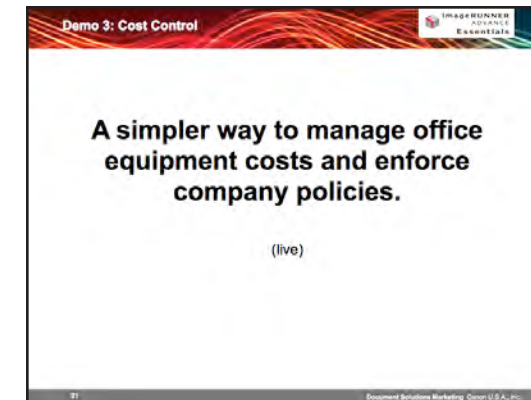 Demo 3: Cost Control
imageRUNNER
ADVANCE
Essentials
A simpler way to manage office
equipment costs and enforce
company policies.
(live)
Document Solutions Marketing Canon U.S.A., Inc.